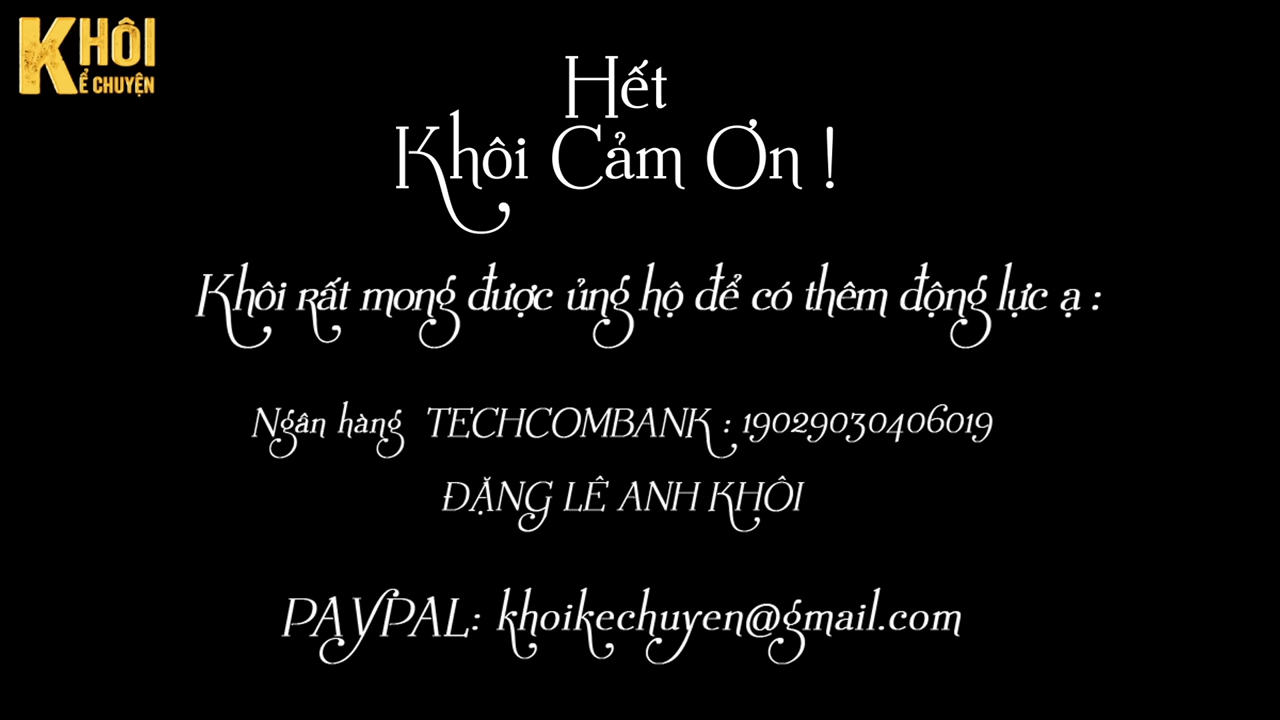 KHÔI
KỂ CHUYỆN
Hết
Khôi Cảm Ơn !
Khôi rất mong được ủng hộ để có thêm động lực ạ :
Ngân hàng TECHCOMBANK : 19029030406019
ĐẶNG LÊ ANH KHÔI
PAYPAL: khoikechuyen@gmail.com